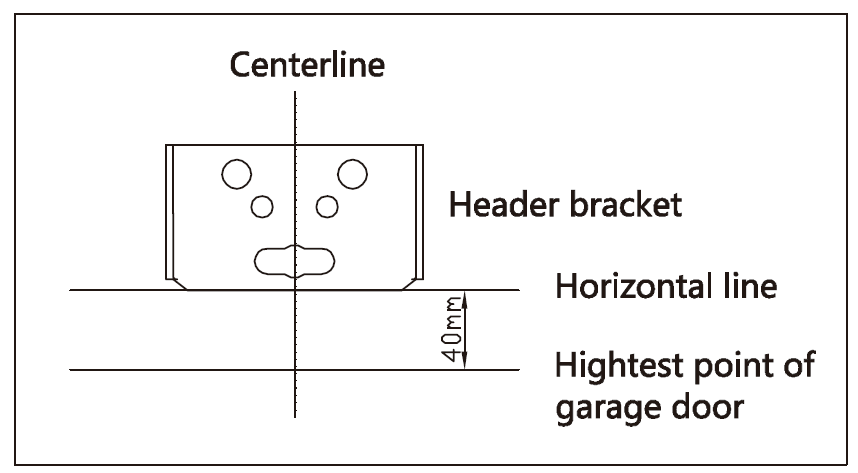 Centerline
Header bracket
Horizontal line
40mm
Hightest point of
garage door